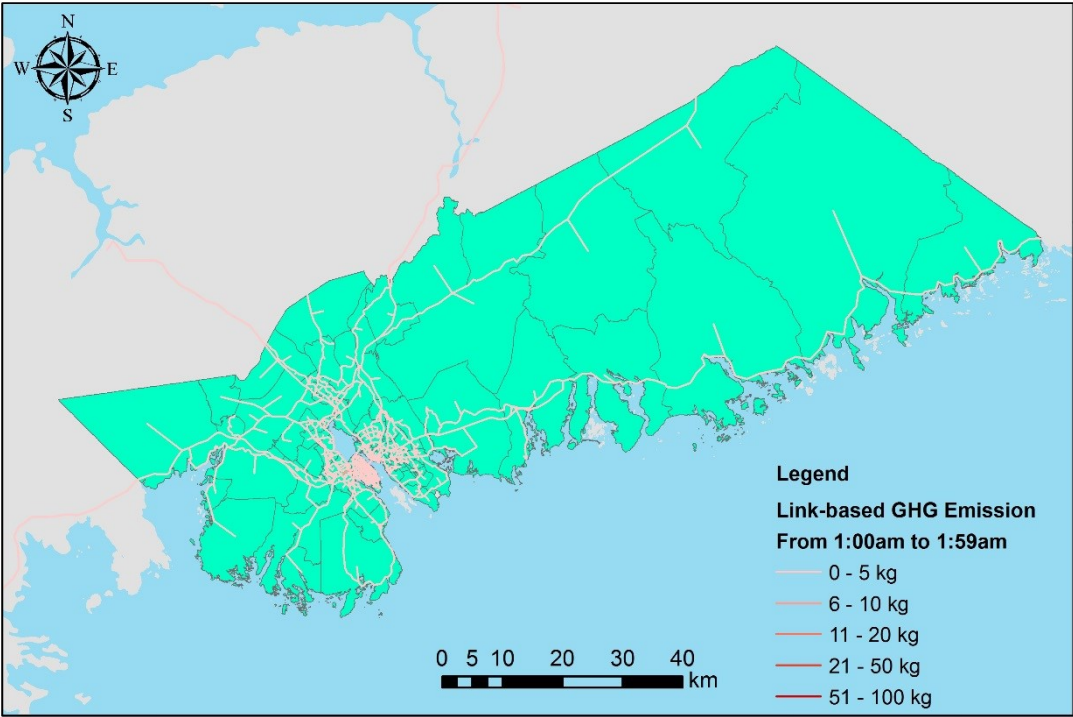 N
W E
S
Legend
Link-based GHG Emission
From 1:00am to 1:59am
0 - 5 kg
6 - 10 kg
11 - 20 kg
21 - 50 kg
51 - 100 kg
0 5 10 20 30 40
km